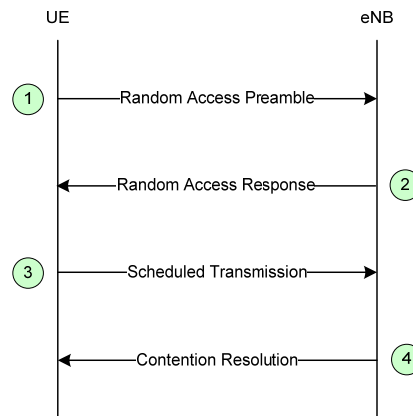 UE eNB
1 Random Access Preamble
Random Access Response 2
3 Scheduled Transmission
Contention Resolution 4